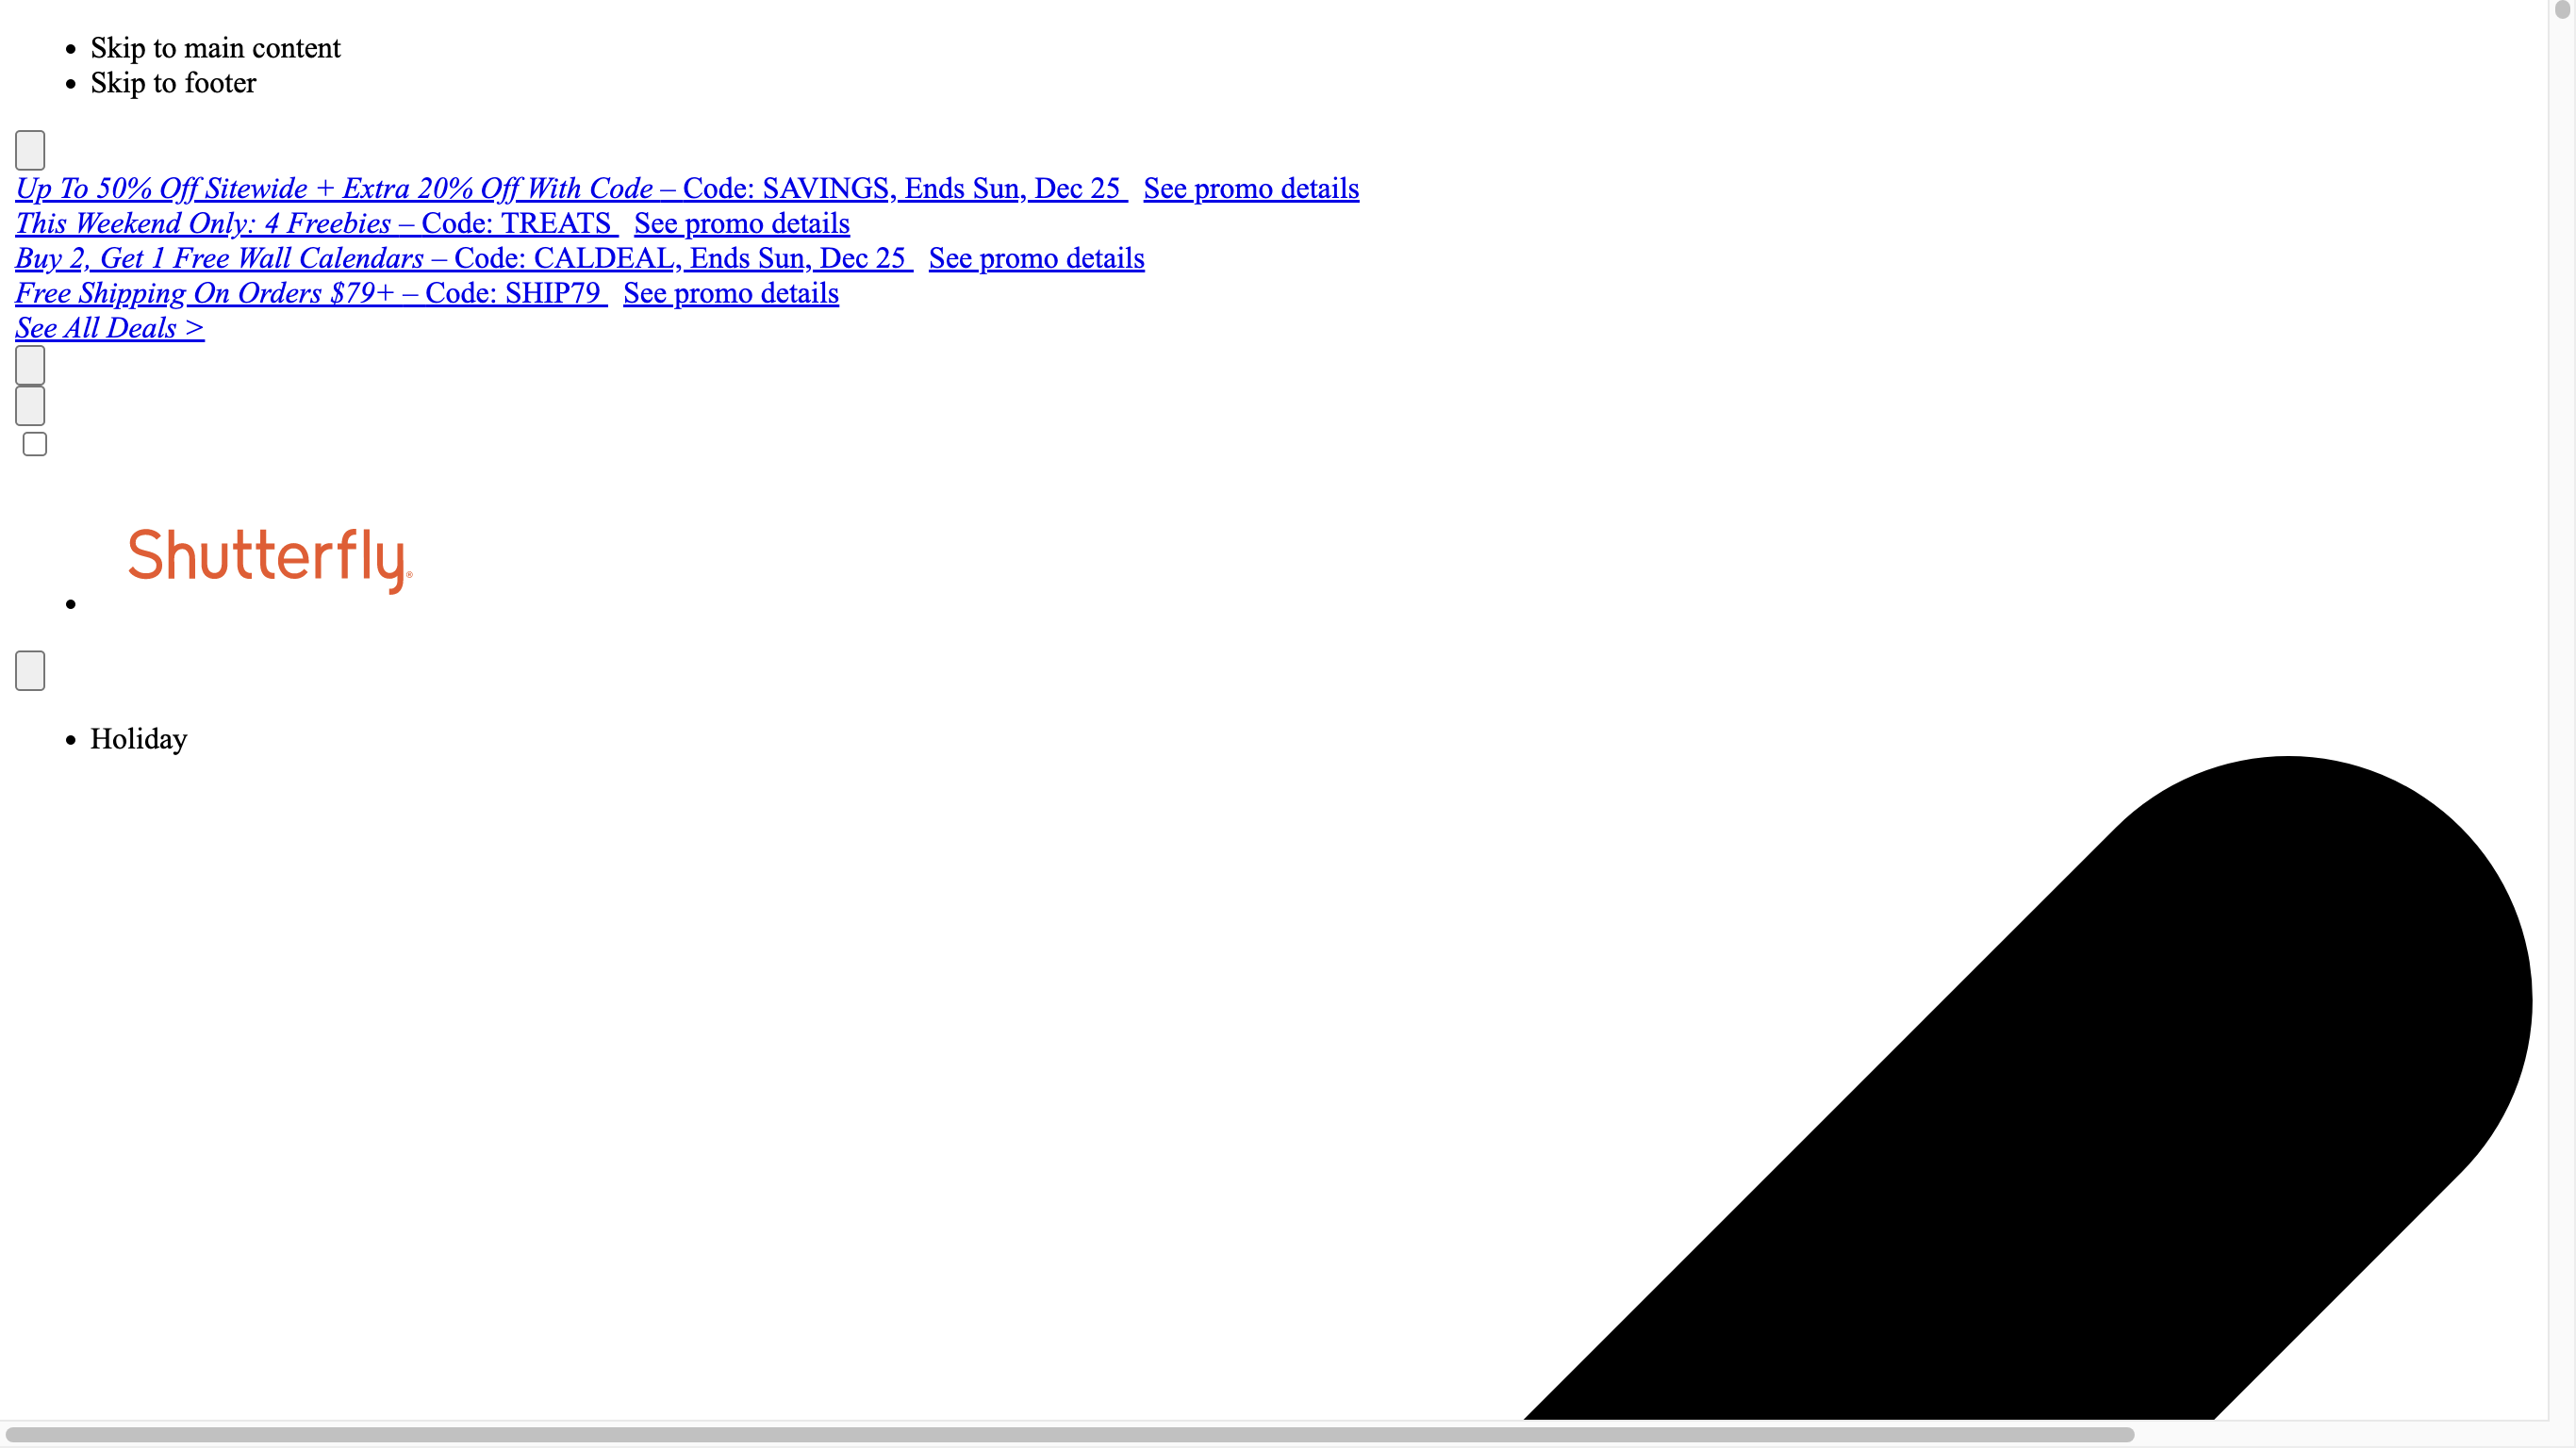 Skip to main content
Skip to footer
Up To 50% Off Sitewide + Extra 20% Off With Code – Code: SAVINGS, Ends Sun, Dec 25  See promo details
This Weekend Only: 4 Freebies – Code: TREATS  See promo details
Buy 2, Get 1 Free Wall Calendars – Code: CALDEAL, Ends Sun, Dec 25  See promo details
Free Shipping On Orders $79+ – Code: SHIP79  See promo details
See All Deals >
Shutterfly®
Holiday